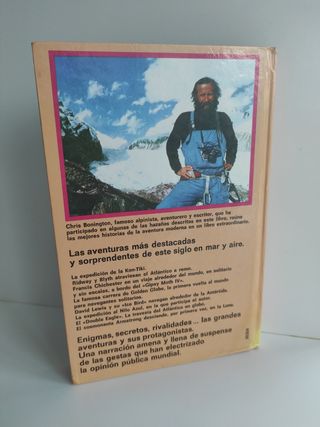 Chris Bonington, famoso alpinista, aventurero y escritor, que ha
participado en algunas de las hazañas descritas en este libro, reúne
las mejores historias de la aventura moderna en un libro extraordinario.
Las aventuras más destacadas
y sorprendentes de este siglo en mar y aire.
La expedición de la Kon-Tiki.
Ridway y Blyth atraviesan el Atlántico a remo.
Francis Chichester en un viaje alrededor del mundo, en solitario
y sin escalas, a bordo del «Gipsy Moth IV».
La famosa carrera del Golden Globe, la primera vuelta al mundo
para navegantes solitarios.
David Lewis y su «Ice Bird» navegan alrededor de la Antártida.
La expedición al Nilo Azul, en la que participó el autor.
El «Double Eagle». La travesía del Atlántico en globo.
El cosmonauta Armstrong desciende, por primera vez, en la Luna.
Enigmas, secretos, rivalidades... las grandes
aventuras y sus protagonistas.
Una narración amena y llena de suspense
de las gestas que han electrizado
la opinión pública mundial.